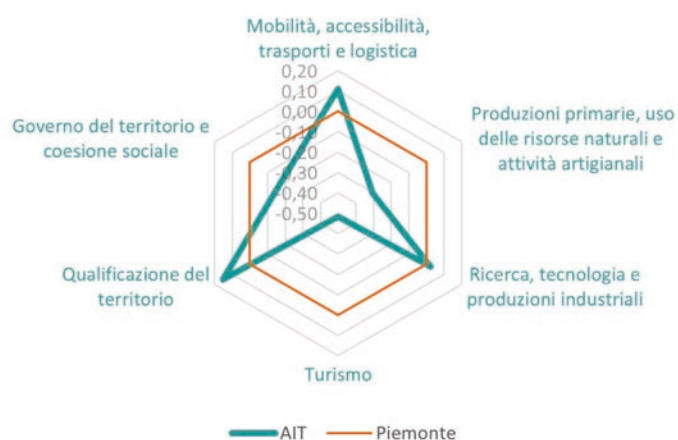 Mobilità, accessibilità,
trasporti e logistica
0,20
0,10
0,00
-0,10
-0,20
-0,30
-0,40
-0,50
Produzioni primarie, uso
delle risorse naturali e
attività artigianali
Governo del territorio e
coesione sociale
Qualificazione del
territorio
Ricerca, tecnologia e
produzioni industriali
Turismo
AIT
Piemonte